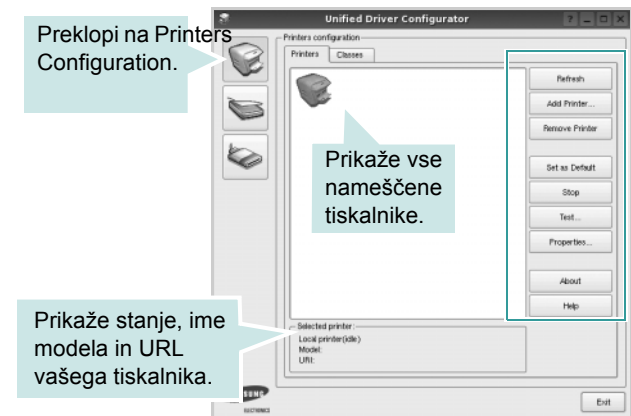 Unified Driver Configurator
Preklopi na Printers
Configuration.
Printers configuration
Printers
Classes
Refresh
Add Printer...
Remove Printer
Set as Default
Stop
Test...
Properties...
About
Help
Prikaže vse
nameščene
tiskalnike.
Prikaže stanje, ime
modela in URL
vašega tiskalnika.
Selected printer:
Local printer(idle)
Model:
URI:
ELECTRONICS
Exit